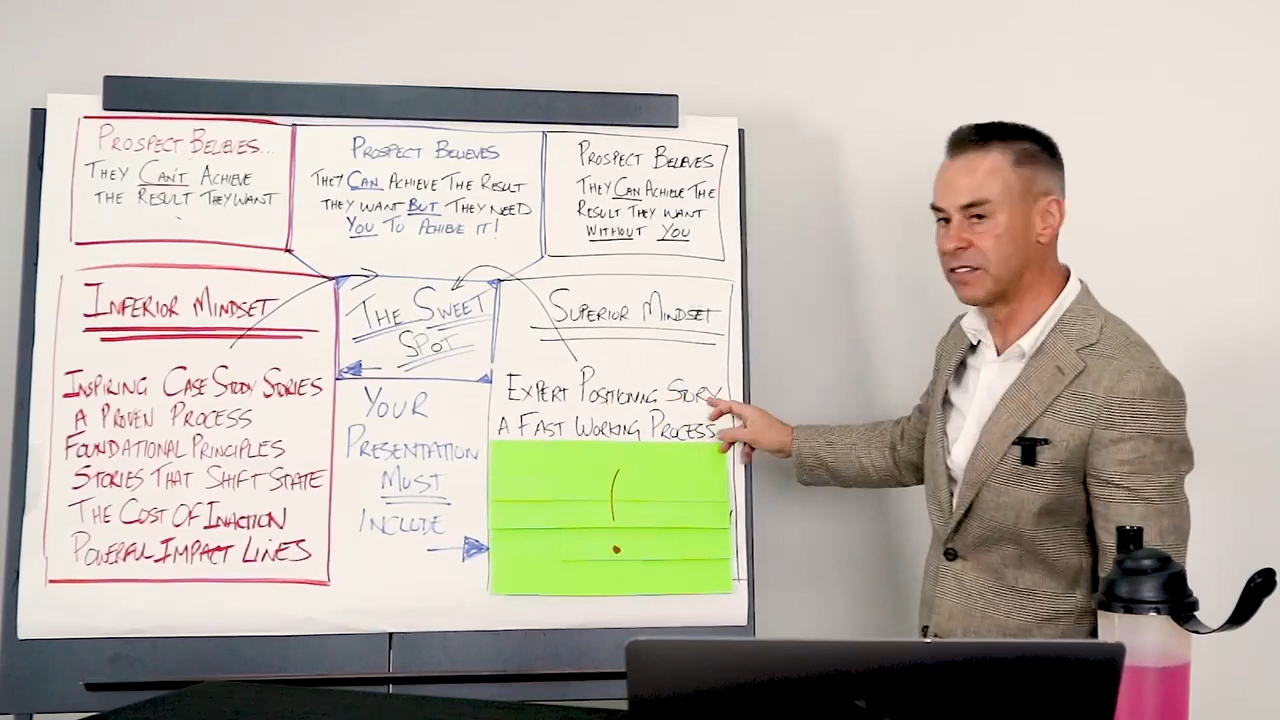 PROSPECT BELIEVES...
THEY CAN'T ACHIEVE
THE RESULT THEY WANT
PROSPECT BELIEVES
THEY CAN ACHIEVE THE RESULT
THEY WANT BUT THEY NEED
YOU TO ACHIEVE IT!
PROSPECT BELIEVES
THEY CAN ACHIEVE THE
RESULT THEY WANT
WITHOUT YOU
INFERIOR MINDSET
INSPIRING CASE STUDY STORIES
A PROVEN PROCESS
FOUNDATIONAL PRINCIPLES
STORIES THAT SHIFT STATE
THE COST OF INACTION
POWERFUL IMPACT LINES
THE SWEET
SPOT
YOUR
PRESENTATION
MUST
INCLUDE
SUPERIOR MINDSET
EXPERT POSITIONING STORY
A FAST WORKING PROCESS
!